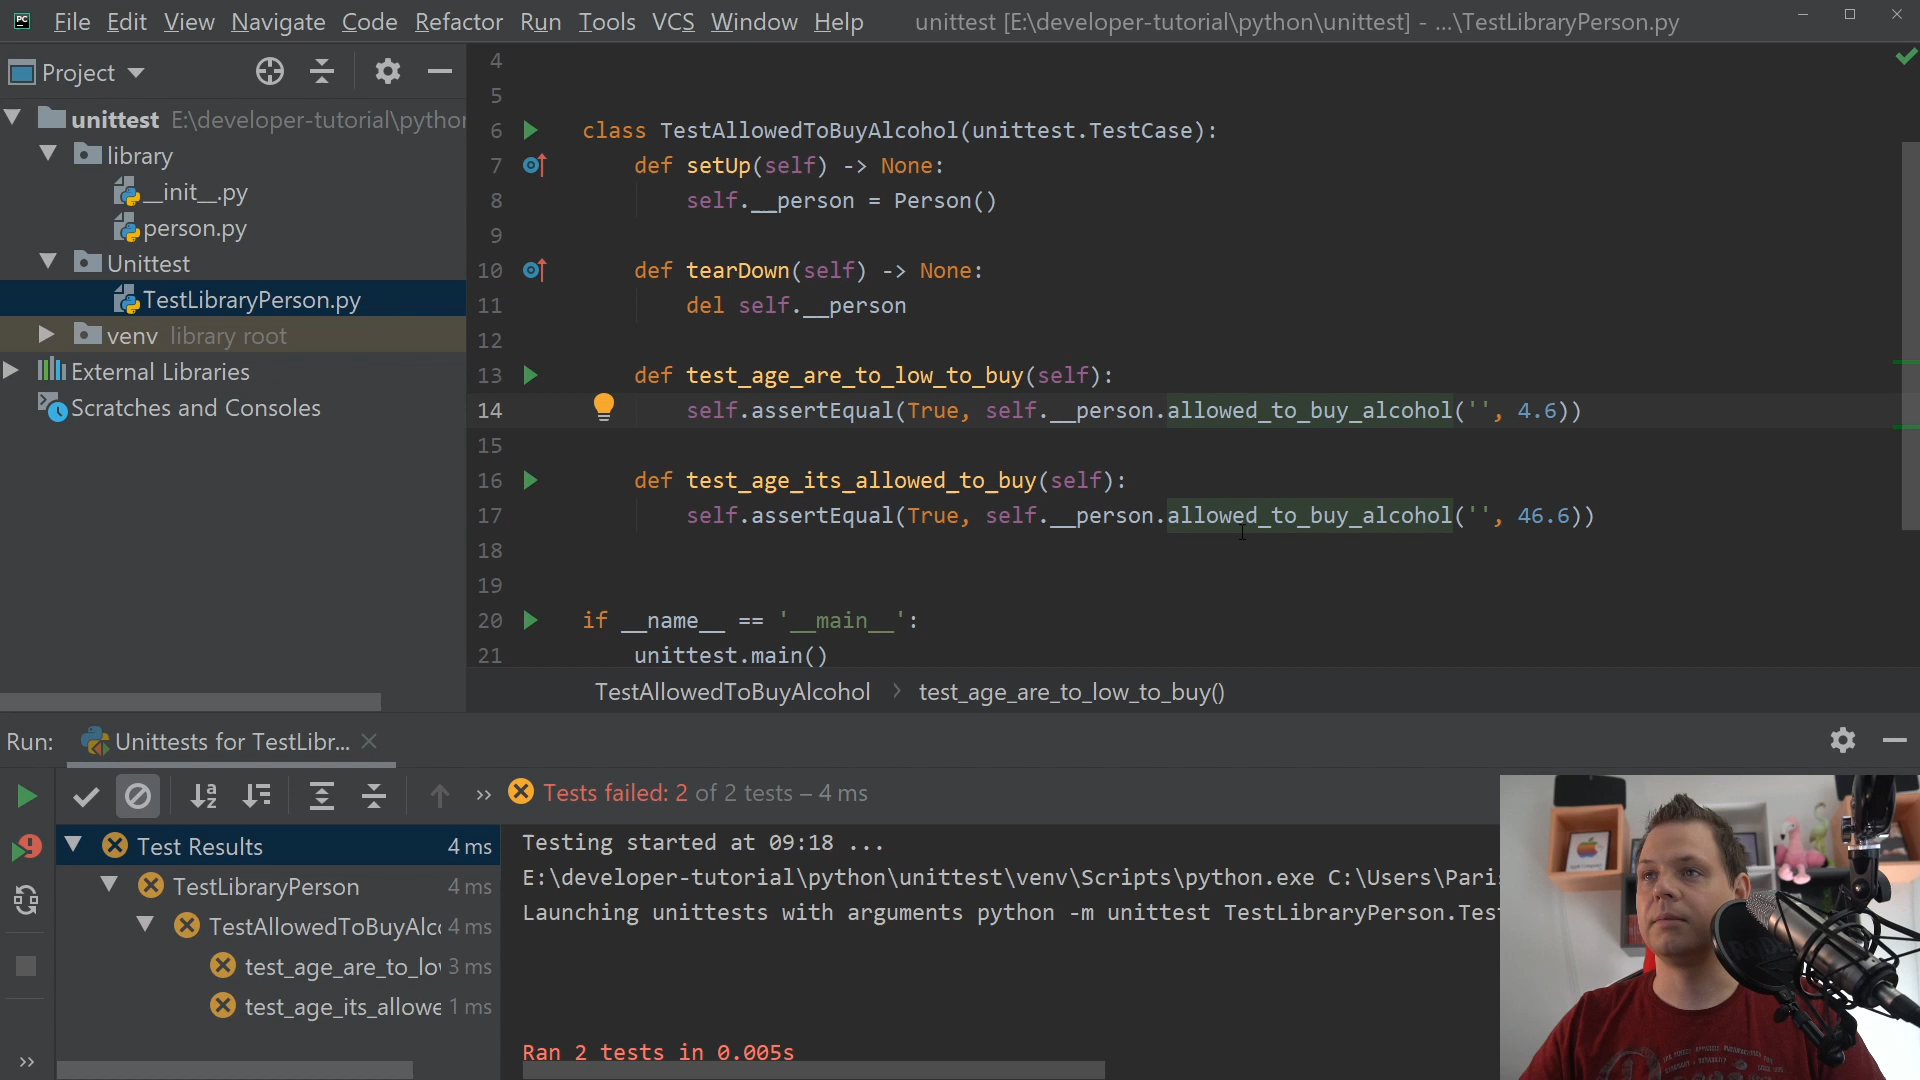 PC File Edit View Navigate Code Refactor Run Tools VCS Window Help unittest [E:\developer-tutorial\python\unittest] - ...\TestLibraryPerson.py
Project
unittest E:\developer-tutorial\python
library
__init__.py
person.py
Unittest
TestLibraryPerson.py
venv library root
External Libraries
Scratches and Consoles
4
5
6 class TestAllowedToBuyAlcohol(unittest.TestCase):
7 def setUp(self) -> None:
8 self.__person = Person()
9
10 def tearDown(self) -> None:
11 del self.__person
12
13 def test_age_are_to_low_to_buy(self):
14 self.assertEqual(True, self.__person.allowed_to_buy_alcohol('', 4.6))
15
16 def test_age_its_allowed_to_buy(self):
17 self.assertEqual(True, self.__person.allowed_to_buy_alcohol('', 46.6))
18
19
20 if __name__ == '__main__':
21 unittest.main()
TestAllowedToBuyAlcohol > test_age_are_to_low_to_buy()
Run: Unittests for TestLibr...
Tests failed: 2 of 2 tests – 4 ms
Test Results 4 ms
TestLibraryPerson 4 ms
TestAllowedToBuyAlc 4 ms
test_age_are_to_lo 3 ms
test_age_its_allowe 1 ms
Testing started at 09:18 ...
E:\developer-tutorial\python\unittest\venv\Scripts\python.exe C:\Users\Paris
Launching unittests with arguments python -m unittest TestLibraryPerson.Tes
Ran 2 tests in 0.005s